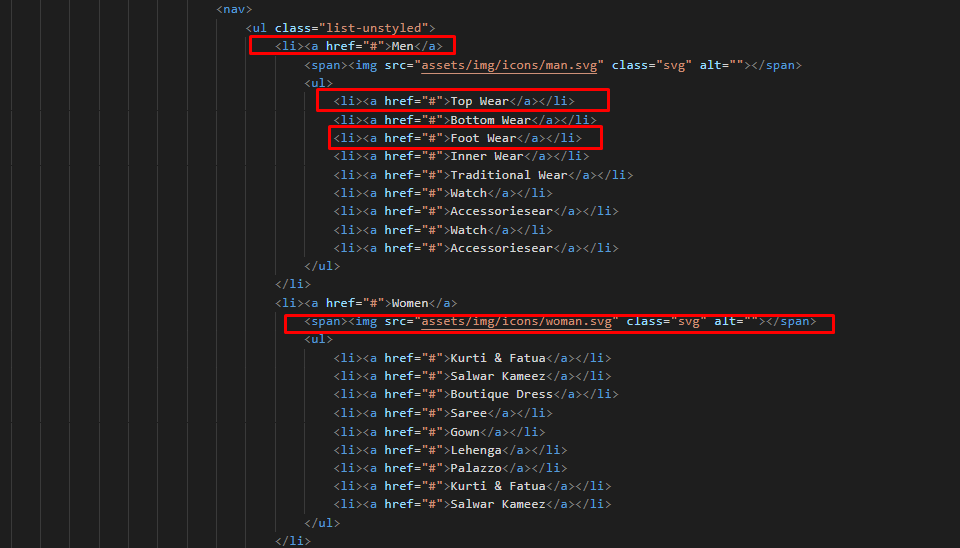 <nav>
<ul class="list-unstyled">
<li><a href="#">Men</a>
<span><img src="assets/img/icons/man.svg" class="svg" alt=""></span>
<ul>
<li><a href="#">Top Wear</a></li>
<li><a href="#">Bottom Wear</a></li>
<li><a href="#">Foot Wear</a></li>
<li><a href="#">Inner Wear</a></li>
<li><a href="#">Traditional Wear</a></li>
<li><a href="#">Watch</a></li>
<li><a href="#">Accessoriesear</a></li>
<li><a href="#">Watch</a></li>
<li><a href="#">Accessoriesear</a></li>
</ul>
</li>
<li><a href="#">Women</a>
<span><img src="assets/img/icons/woman.svg" class="svg" alt=""></span>
<ul>
<li><a href="#">Kurti & Fatua</a></li>
<li><a href="#">Salwar Kameez</a></li>
<li><a href="#">Boutique Dress</a></li>
<li><a href="#">Saree</a></li>
<li><a href="#">Gown</a></li>
<li><a href="#">Lehenga</a></li>
<li><a href="#">Palazzo</a></li>
<li><a href="#">Kurti & Fatua</a></li>
<li><a href="#">Salwar Kameez</a></li>
</ul>
</li>